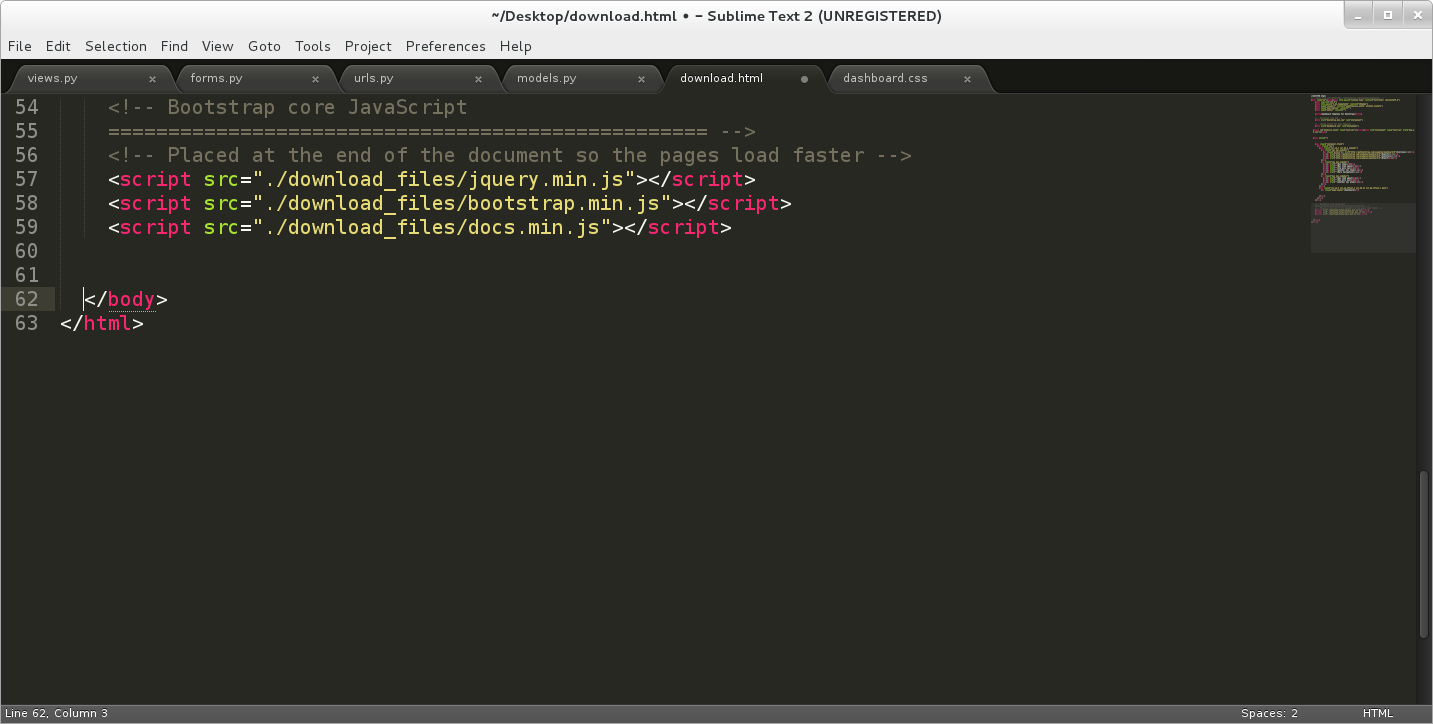 ~/Desktop/download.html • - Sublime Text 2 (UNREGISTERED)
File Edit Selection Find View Goto Tools Project Preferences Help
views.py × forms.py × urls.py × models.py × download.html ● dashboard.css ×
54 <!-- Bootstrap core JavaScript
55 ================================================== -->
56 <!-- Placed at the end of the document so the pages load faster -->
57 <script src="./download_files/jquery.min.js"></script>
58 <script src="./download_files/bootstrap.min.js"></script>
59 <script src="./download_files/docs.min.js"></script>
60
61
62 </body>
63 </html>
Line 62, Column 3 Spaces: 2 HTML